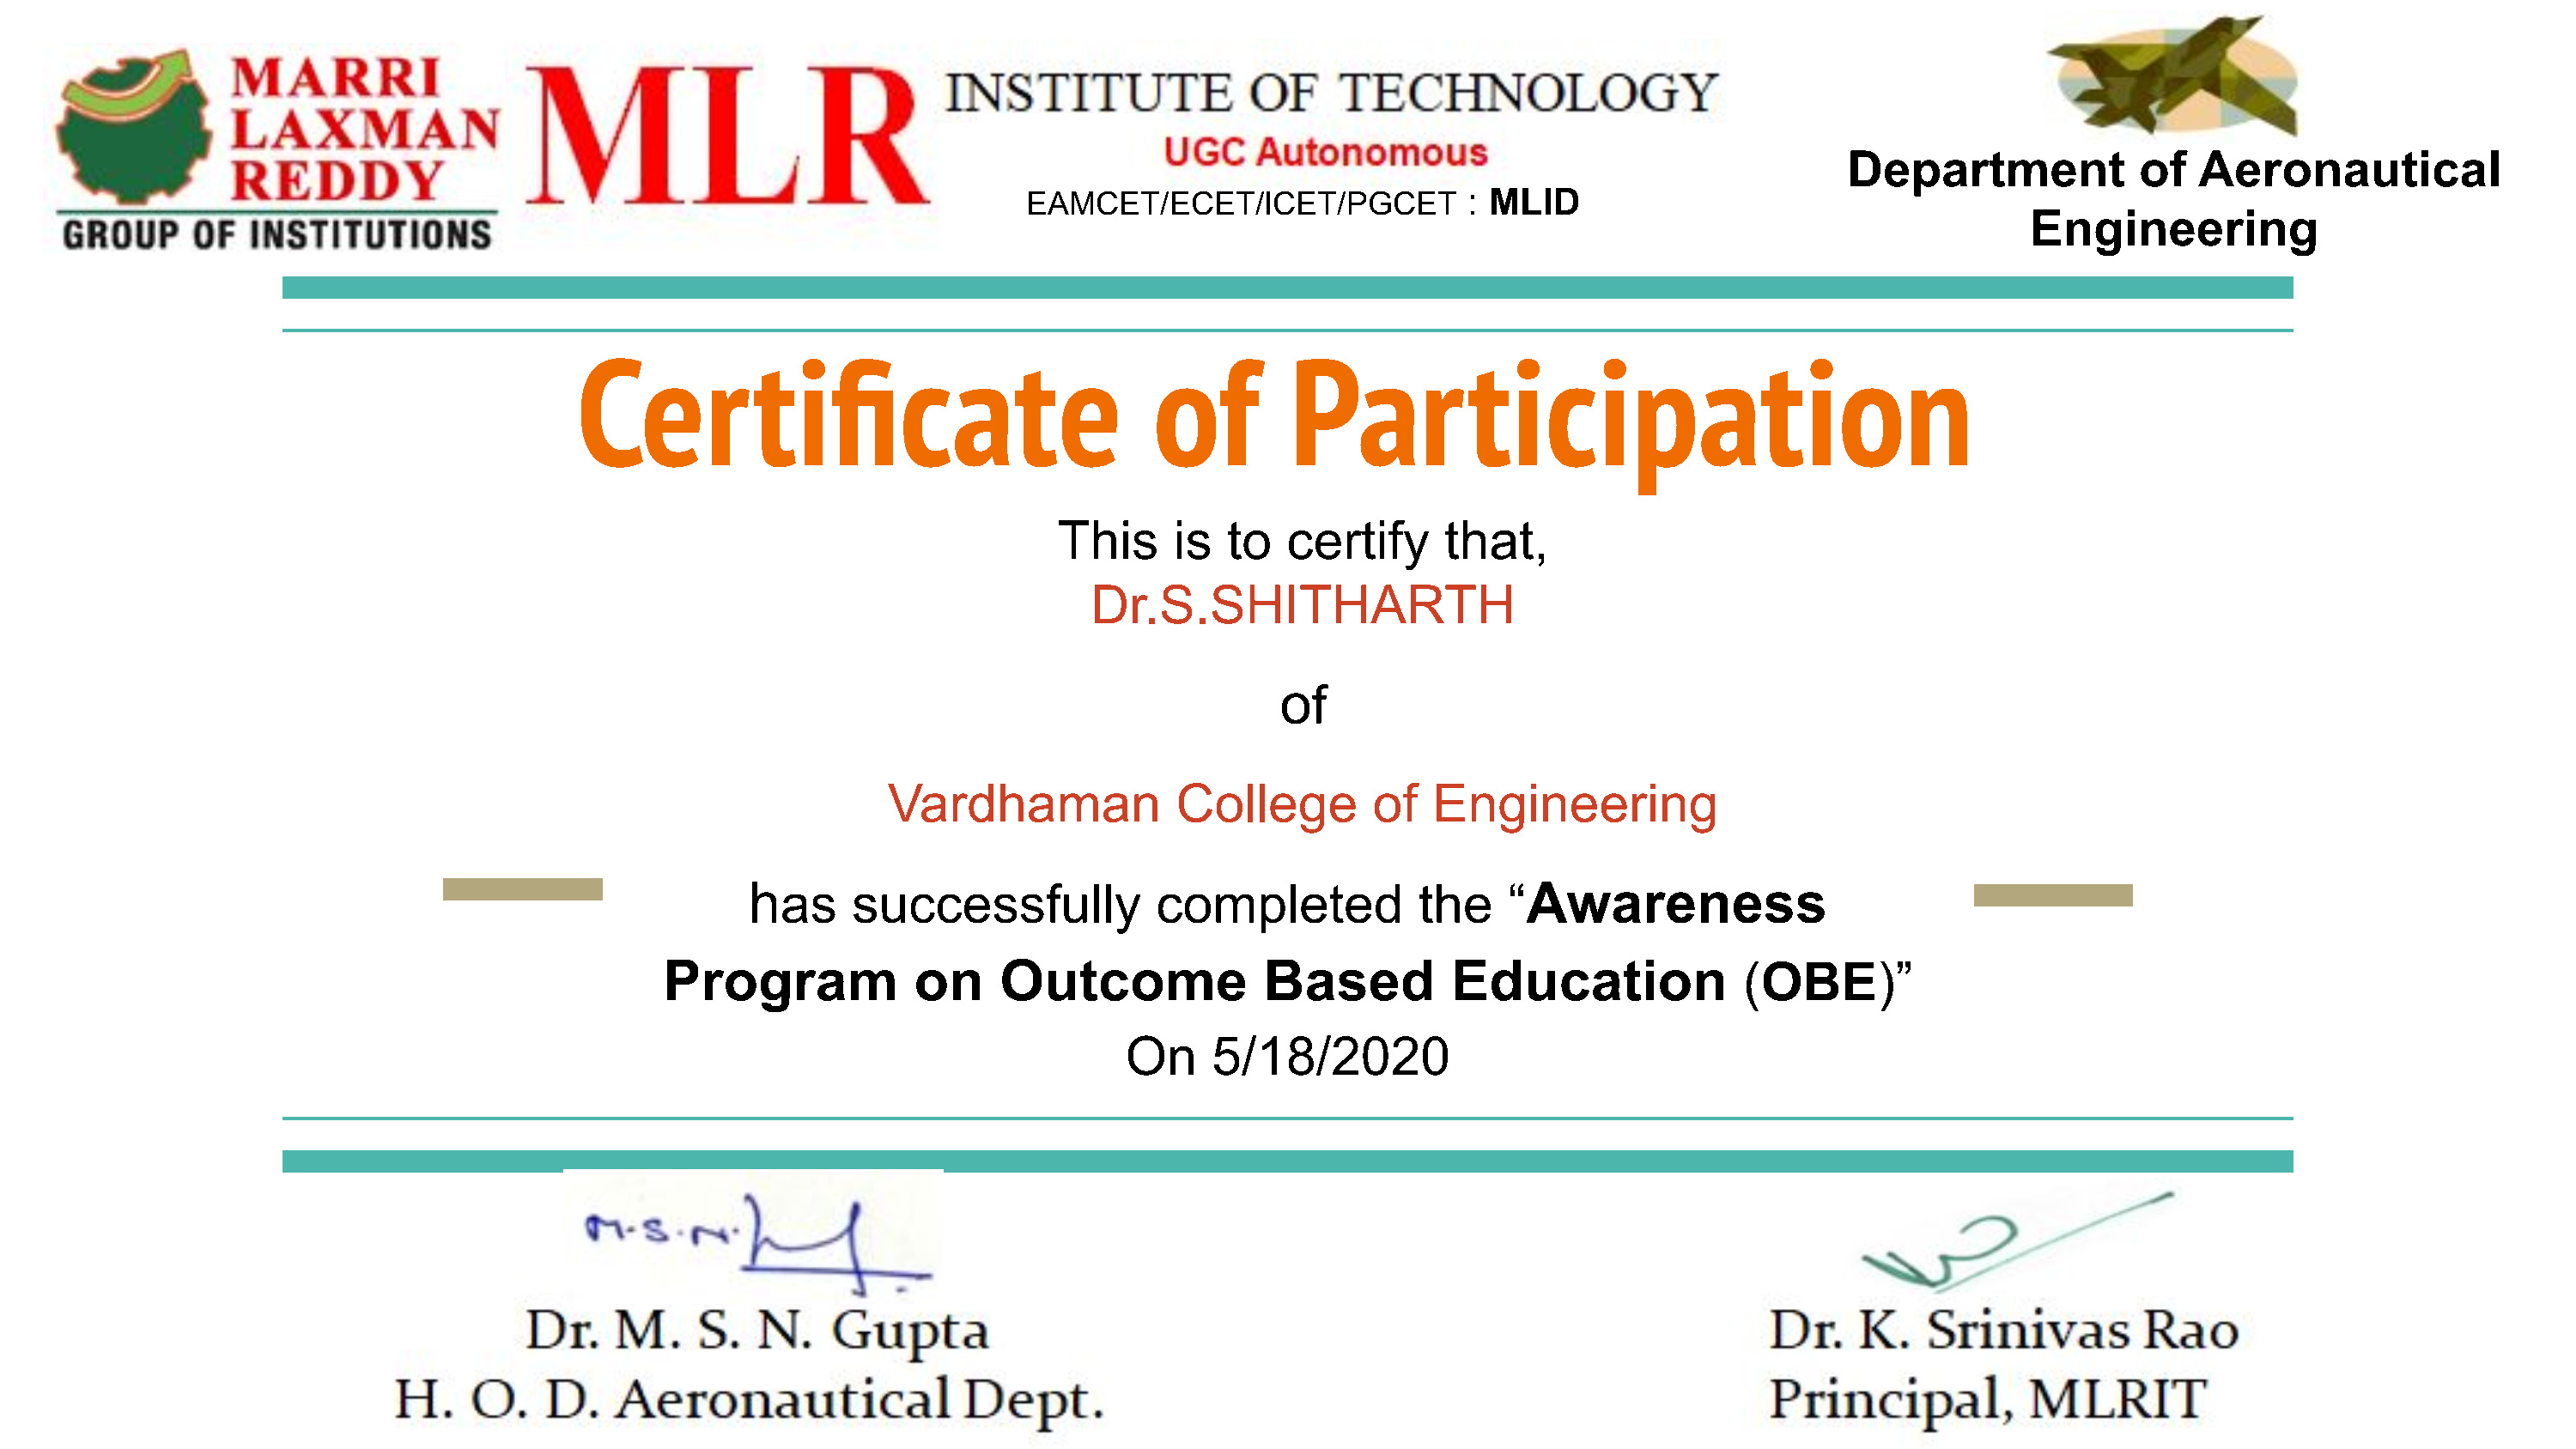 MARRI
LAXMAN
REDDY
GROUP OF INSTITUTIONS
MLR
INSTITUTE OF TECHNOLOGY
UGC Autonomous
EAMCET/ECET/ICET/PGCET : MLID
Department of Aeronautical
Engineering
Certificate of Participation
This is to certify that,
Dr.S.SHITHARTH
of
Vardhaman College of Engineering
has successfully completed the “Awareness
Program on Outcome Based Education (OBE)”
On 5/18/2020
M.S.N.
Dr. M. S. N. Gupta
H. O. D. Aeronautical Dept.
Dr. K. Srinivas Rao
Principal, MLRIT